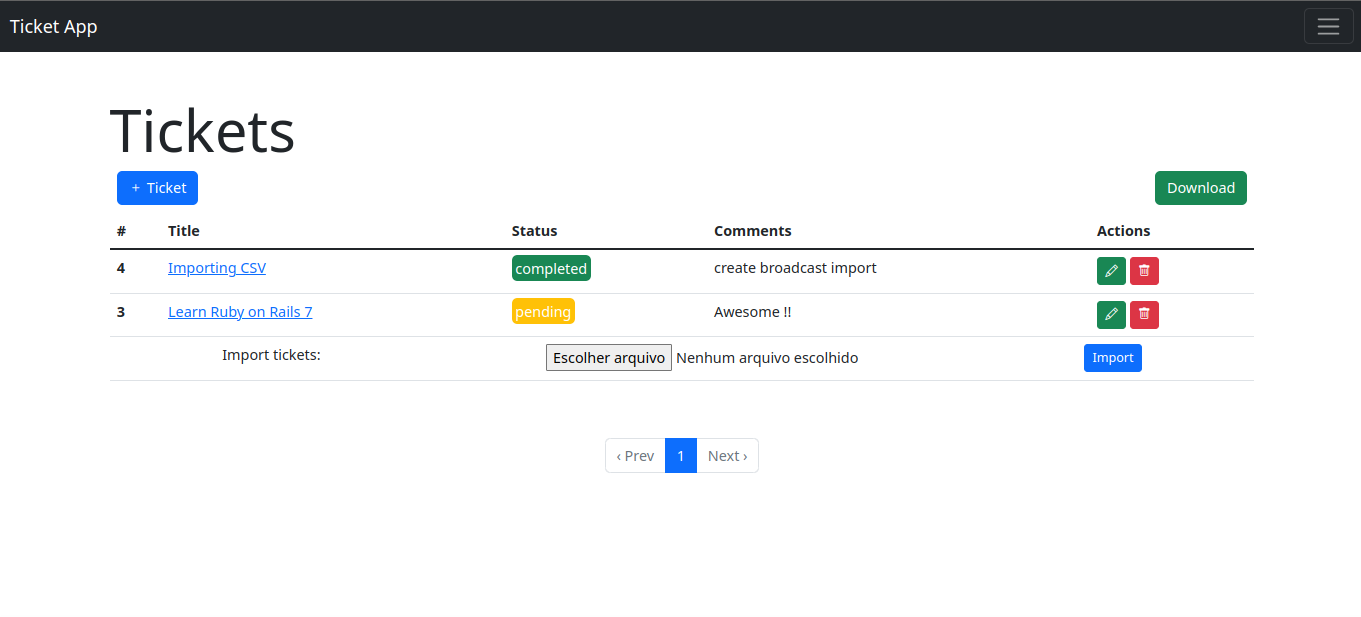 Ticket App
Tickets
+ Ticket Download
# Title Status Comments Actions
4 Importing CSV completed create broadcast import
3 Learn Ruby on Rails 7 pending Awesome !!
Import tickets: Escolher arquivo Nenhum arquivo escolhido Import
‹ Prev 1 Next ›